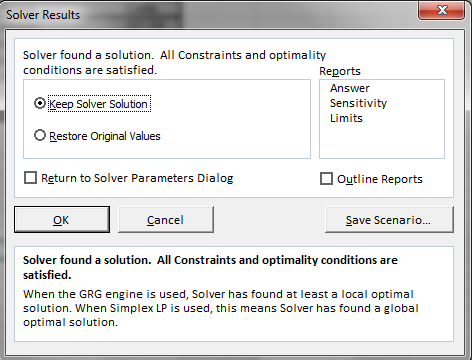 Solver Results
Solver found a solution.  All Constraints and optimality
conditions are satisfied.
Reports
Keep Solver Solution
Restore Original Values
Answer
Sensitivity
Limits
Return to Solver Parameters Dialog
Outline Reports
OK
Cancel
Save Scenario...
Solver found a solution.  All Constraints and optimality conditions are
satisfied.
When the GRG engine is used, Solver has found at least a local optimal
solution. When Simplex LP is used, this means Solver has found a global
optimal solution.